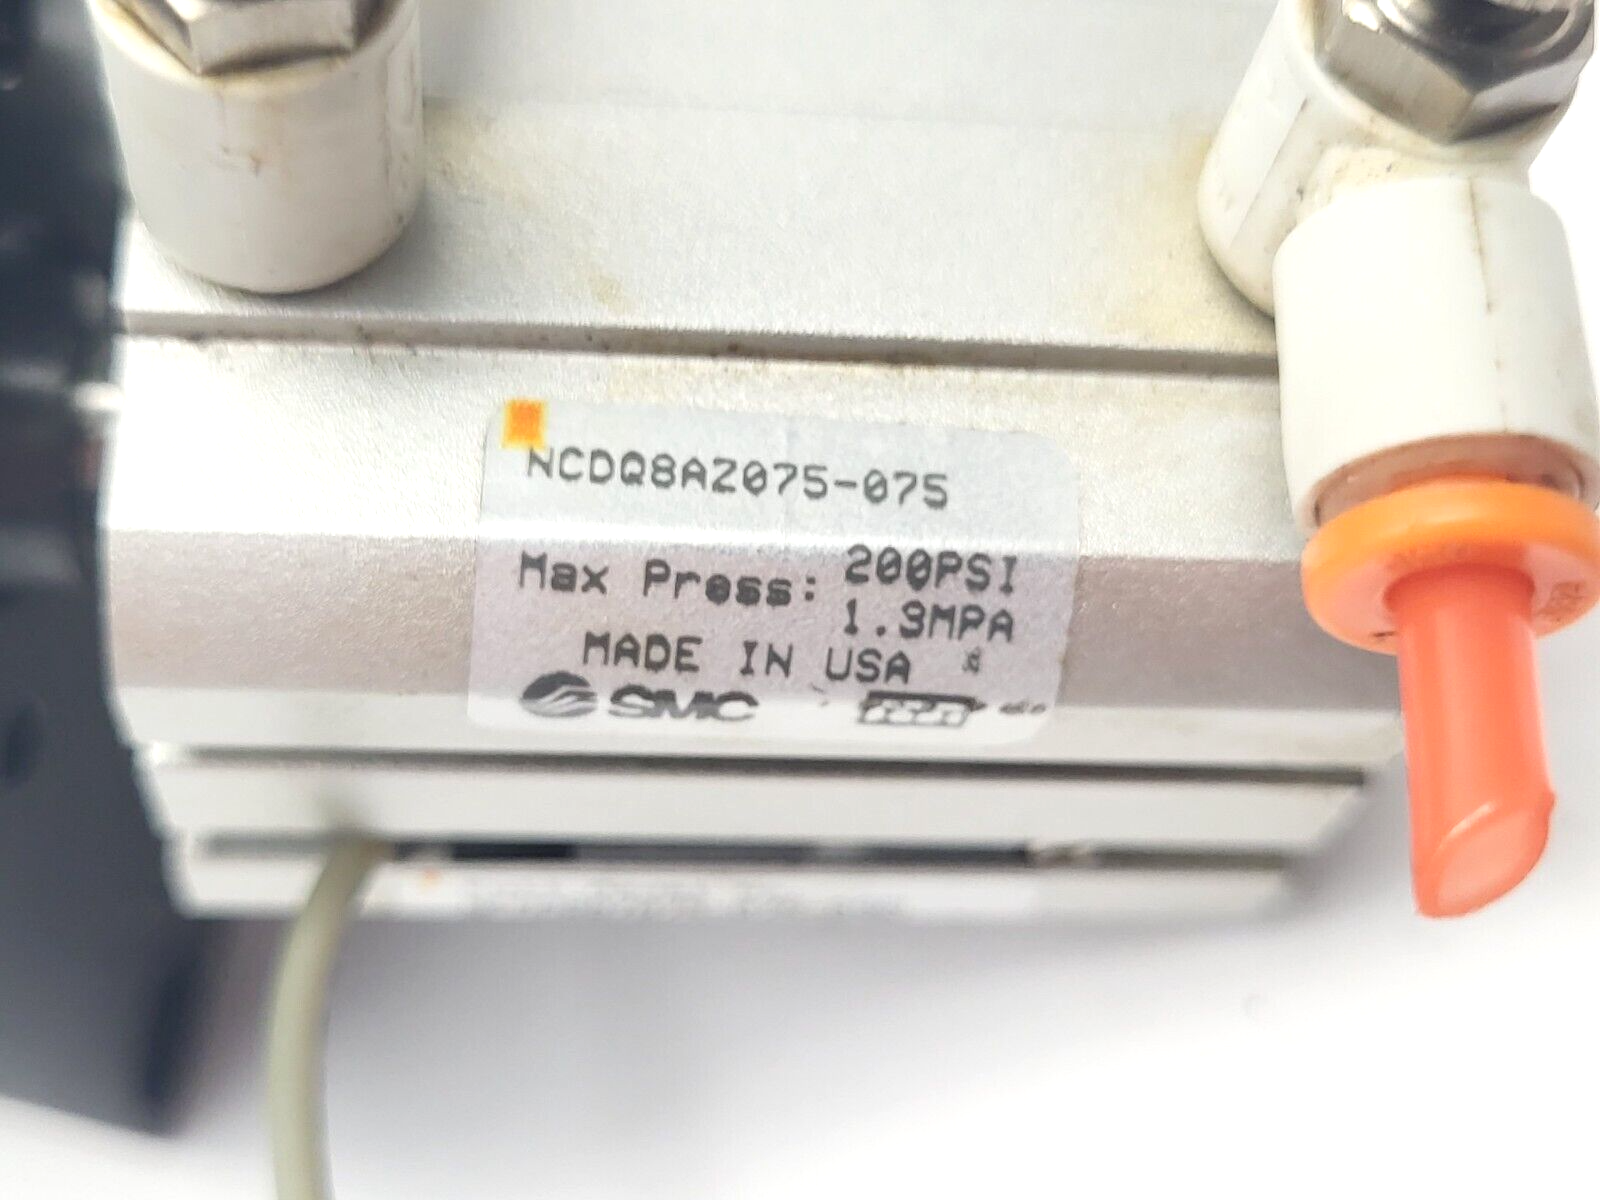 NCDQ8AZ075-075
Max Press: 200PSI
1.3MPA
MADE IN USA
SMC